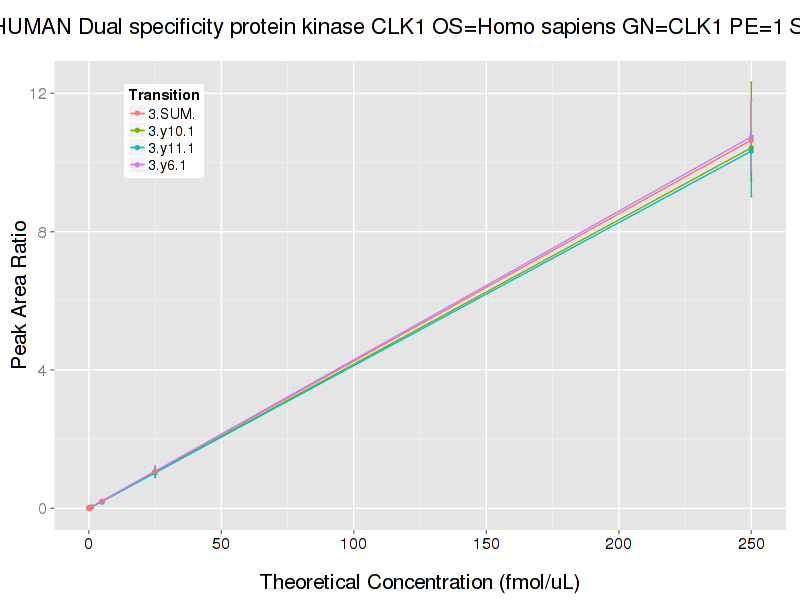 HUMAN Dual specificity protein kinase CLK1 OS=Homo sapiens GN=CLK1 PE=1 S
Transition
3.SUM.
3.y10.1
3.y11.1
3.y6.1
12
8
4
0
Peak Area Ratio
0 50 100 150 200 250
Theoretical Concentration (fmol/uL)